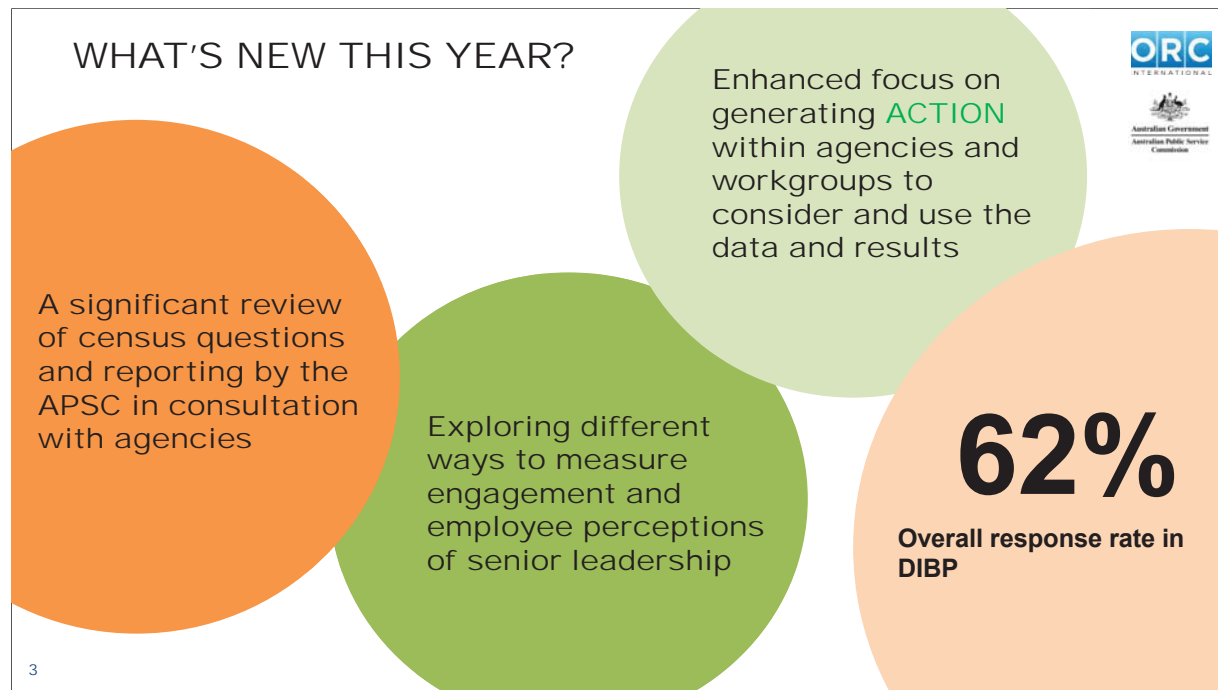 WHAT'S NEW THIS YEAR?
A significant review
of census questions
and reporting by the
APSC in consultation
with agencies
Exploring different
ways to measure
engagement and
employee perceptions
of senior leadership
Enhanced focus on
generating ACTION
within agencies and
workgroups to
consider and use the
data and results
62%
Overall response rate in
DIBP
ORC
INTERNATIONAL
Australian Government
Australian Public Service
Commission
3